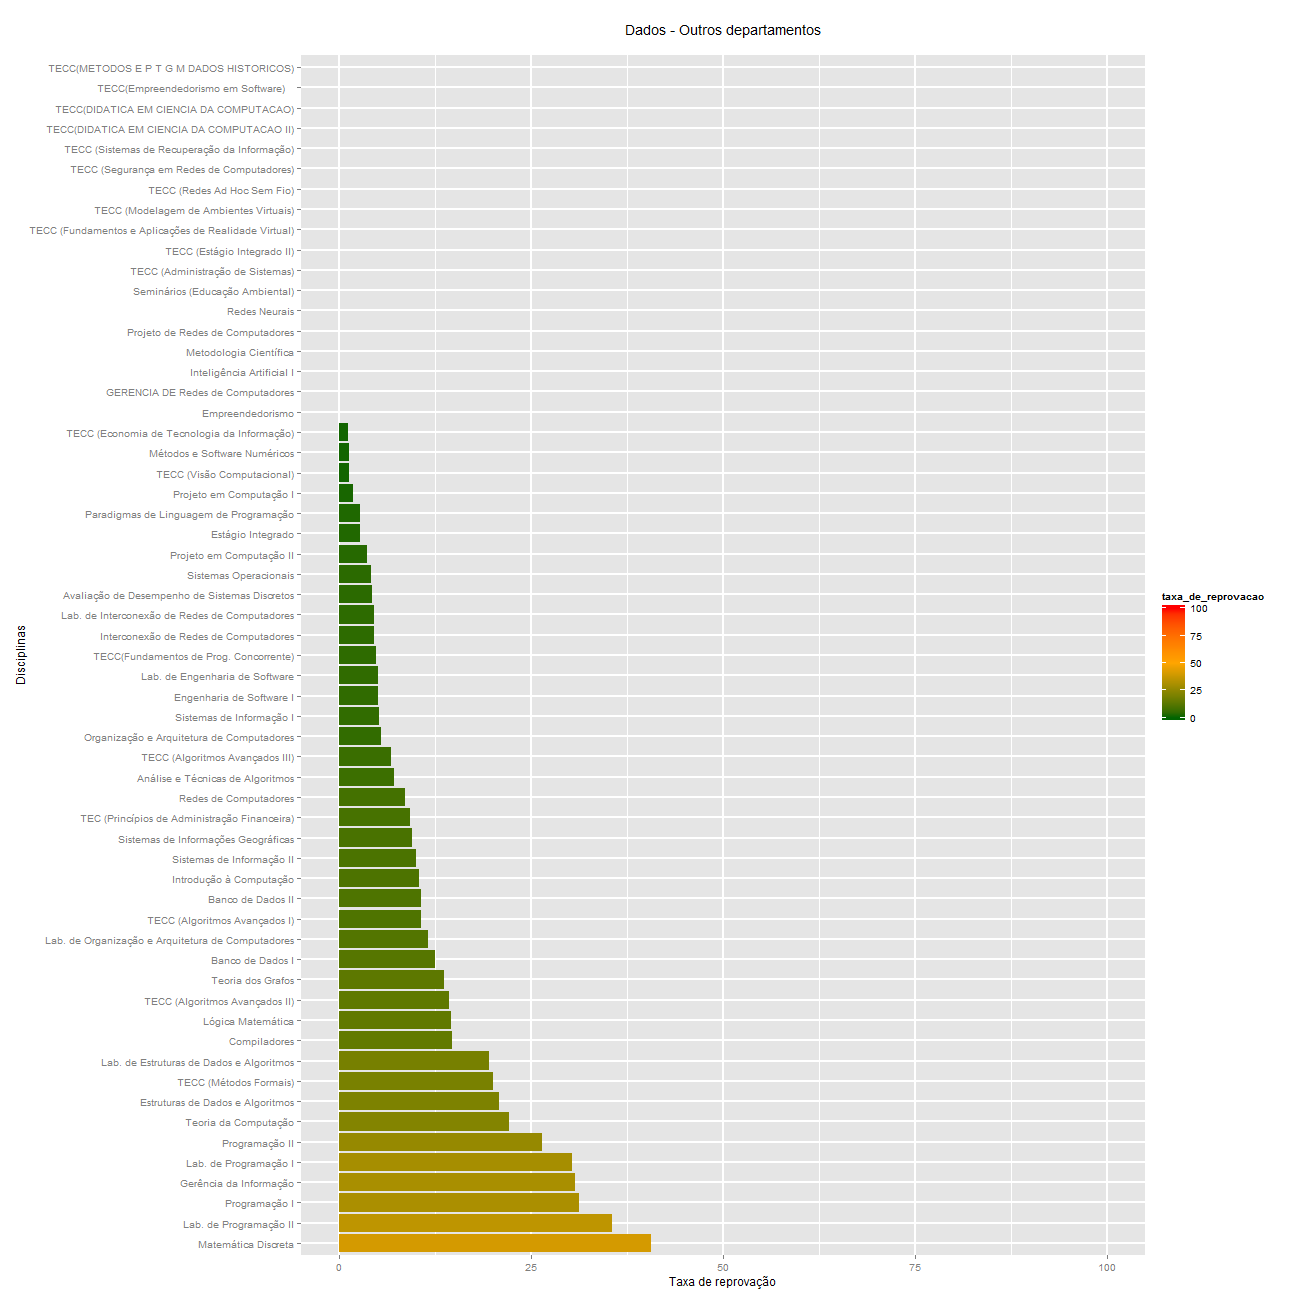 Dados - Outros departamentos
TECC(METODOS E P T G M DADOS HISTORICOS)
TECC(Empreendedorismo em Software)
TECC(DIDATICA EM CIENCIA DA COMPUTACAO)
TECC(DIDATICA EM CIENCIA DA COMPUTACAO II)
TECC (Sistemas de Recuperação da Informação)
TECC (Segurança em Redes de Computadores)
TECC (Redes Ad Hoc Sem Fio)
TECC (Modelagem de Ambientes Virtuais)
TECC (Fundamentos e Aplicações de Realidade Virtual)
TECC (Estágio Integrado II)
TECC (Administração de Sistemas)
Seminários (Educação Ambiental)
Redes Neurais
Projeto de Redes de Computadores
Metodologia Científica
Inteligência Artificial I
GERENCIA DE Redes de Computadores
Empreendedorismo
TECC (Economia de Tecnologia da Informação)
Métodos e Software Numéricos
TECC (Visão Computacional)
Projeto em Computação I
Paradigmas de Linguagem de Programação
Estágio Integrado
Projeto em Computação II
Sistemas Operacionais
Avaliação de Desempenho de Sistemas Discretos
Lab. de Interconexão de Redes de Computadores
Interconexão de Redes de Computadores
TECC(Fundamentos de Prog. Concorrente)
Lab. de Engenharia de Software
Engenharia de Software I
Sistemas de Informação I
Organização e Arquitetura de Computadores
TECC (Algoritmos Avançados III)
Análise e Técnicas de Algoritmos
Redes de Computadores
TEC (Princípios de Administração Financeira)
Sistemas de Informações Geográficas
Sistemas de Informação II
Introdução à Computação
Banco de Dados II
TECC (Algoritmos Avançados I)
Lab. de Organização e Arquitetura de Computadores
Banco de Dados I
Teoria dos Grafos
TECC (Algoritmos Avançados II)
Lógica Matemática
Compiladores
Lab. de Estruturas de Dados e Algoritmos
TECC (Métodos Formais)
Estruturas de Dados e Algoritmos
Teoria da Computação
Programação II
Lab. de Programação I
Gerência da Informação
Programação I
Lab. de Programação II
Matemática Discreta
Disciplinas
0 25 50 75 100
Taxa de reprovação
taxa_de_reprovacao
100
75
50
25
0